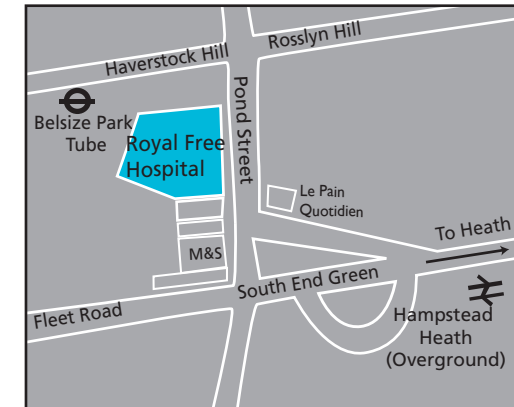 Haverstock Hill
Rosslyn Hill
Pond Street
Belsize Park
Tube
Royal Free
Hospital
Le Pain
Quotidien
To Heath
M&S
South End Green
Fleet Road
Hampstead
Heath
(Overground)